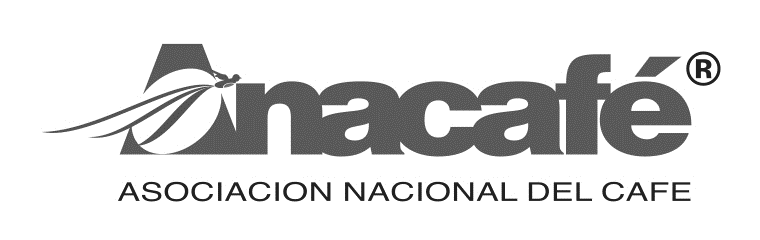 Anacafé®
ASOCIACION NACIONAL DEL CAFE